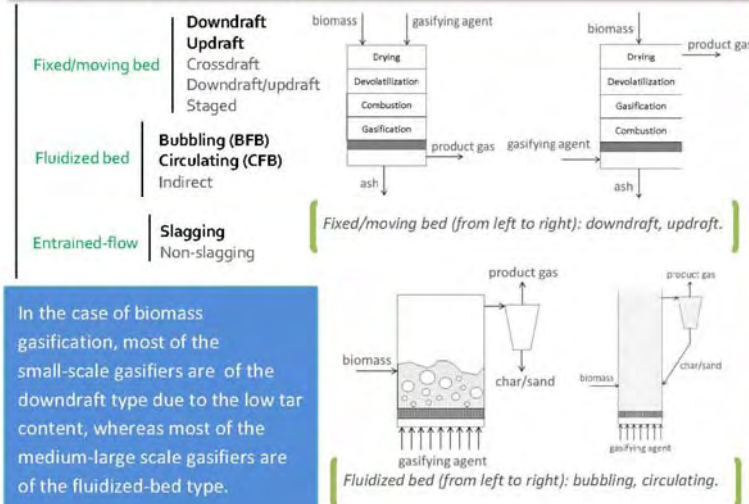 Fixed/moving bed
Downdraft
Updraft
Crossdraft
Downdraft/updraft
Staged
Fluidized bed
Bubbling (BFB)
Circulating (CFB)
Indirect
Entrained-flow
Slagging
Non-slagging
biomass
gasifying agent
Drying
Devolatilization
Combustion
Gasification
product gas
ash
biomass
product gas
Drying
Devolatilization
Gasification
Combustion
gasifying agent
ash
Fixed/moving bed (from left to right): downdraft, updraft.
In the case of biomass
gasification, most of the
small-scale gasifiers are of the
downdraft type due to the low tar
content, whereas most of the
medium-large scale gasifiers are
of the fluidized-bed type.
product gas
biomass
char/sand
gasifying agent
product gas
biomass
char/sand
gasifying agent
Fluidized bed (from left to right): bubbling, circulating.